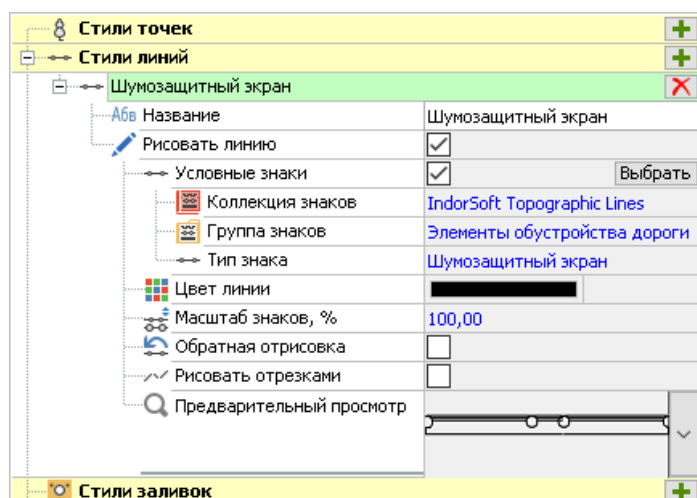 Стили точек
Стили линий
Шумозащитный экран
Абв Название Шумозащитный экран
Рисовать линию
Условные знаки Выбрать
Коллекция знаков IndorSoft Topographic Lines
Группа знаков Элементы обустройства дороги
Тип знака Шумозащитный экран
Цвет линии
Масштаб знаков, % 100,00
Обратная отрисовка
Рисовать отрезками
Предварительный просмотр
Стили заливок